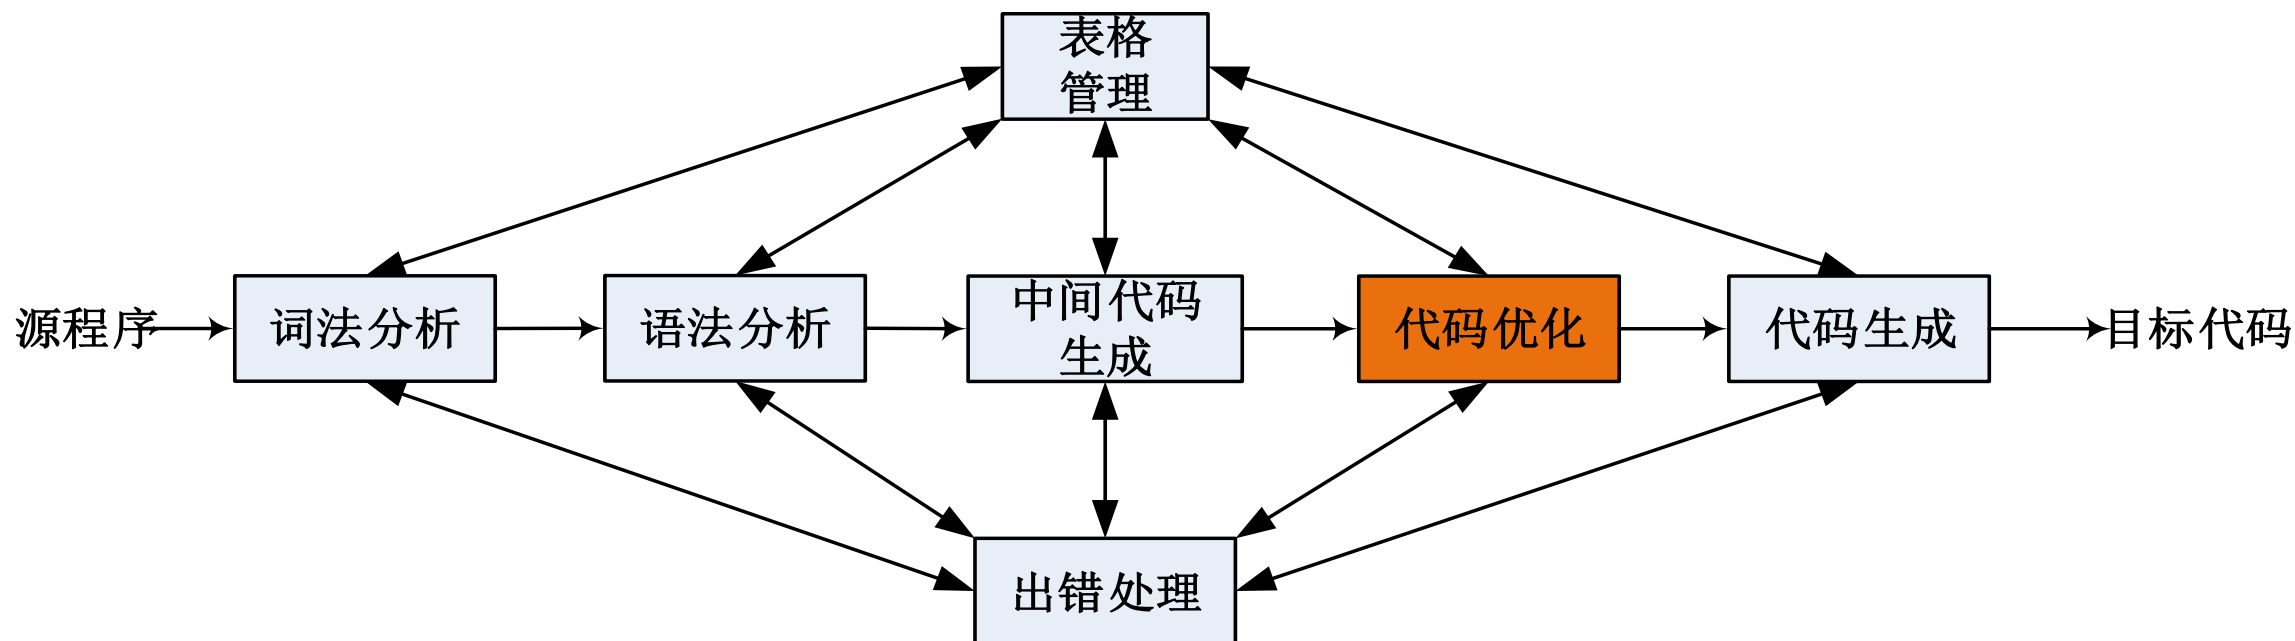 表格
管理
源程序
词法分析
语法分析
中间代码
生成
代码优化
代码生成
目标代码
出错处理